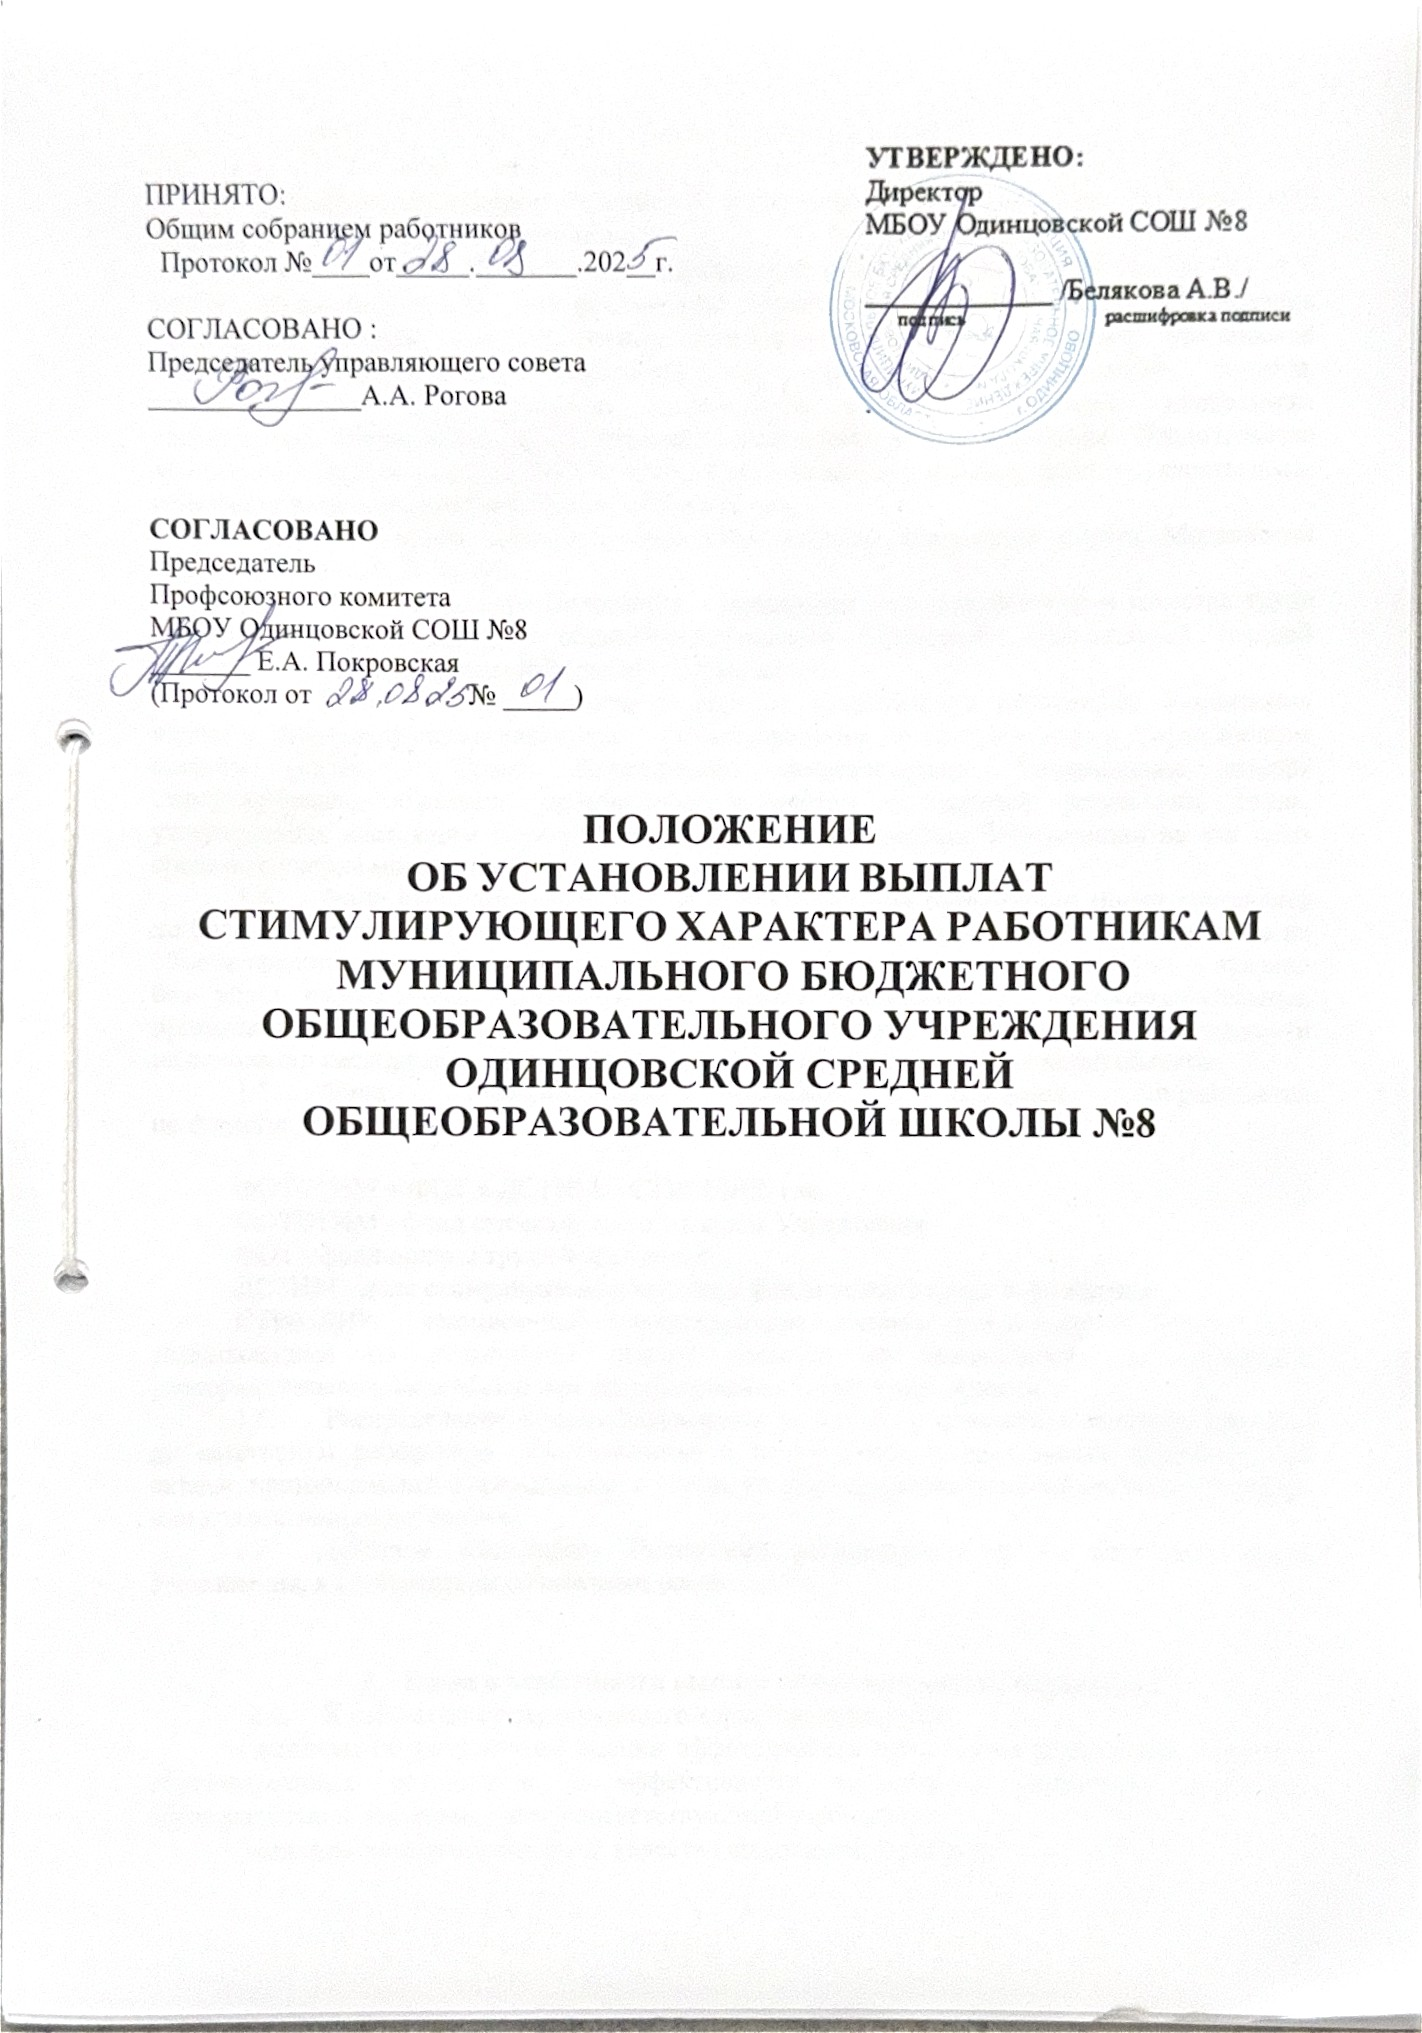 ПРИНЯТО:
Общим собранием работников
Протокол № 01 от 28 . 08 .2025 г.
СОГЛАСОВАНО :
Председатель управляющего совета
А.А. Рогова
УТВЕРЖДЕНО:
Директор
МБОУ Одинцовской СОШ №8
/Белякова А.В./
подпись
расшифровка подписи
МОСКОВСКАЯ ОБЛАСТЬ
г. ОДИНЦОВО
СОГЛАСОВАНО
Председатель
Профсоюзного комитета
МБОУ Одинцовской СОШ №8
Е.А. Покровская
(Протокол от 28.08 25 № 01 )
ПОЛОЖЕНИЕ
ОБ УСТАНОВЛЕНИИ ВЫПЛАТ
СТИМУЛИРУЮЩЕГО ХАРАКТЕРА РАБОТНИКАМ
МУНИЦИПАЛЬНОГО БЮДЖЕТНОГО
ОБЩЕОБРАЗОВАТЕЛЬНОГО УЧРЕЖДЕНИЯ
ОДИНЦОВСКОЙ СРЕДНЕЙ
ОБЩЕОБРАЗОВАТЕЛЬНОЙ ШКОЛЫ №8